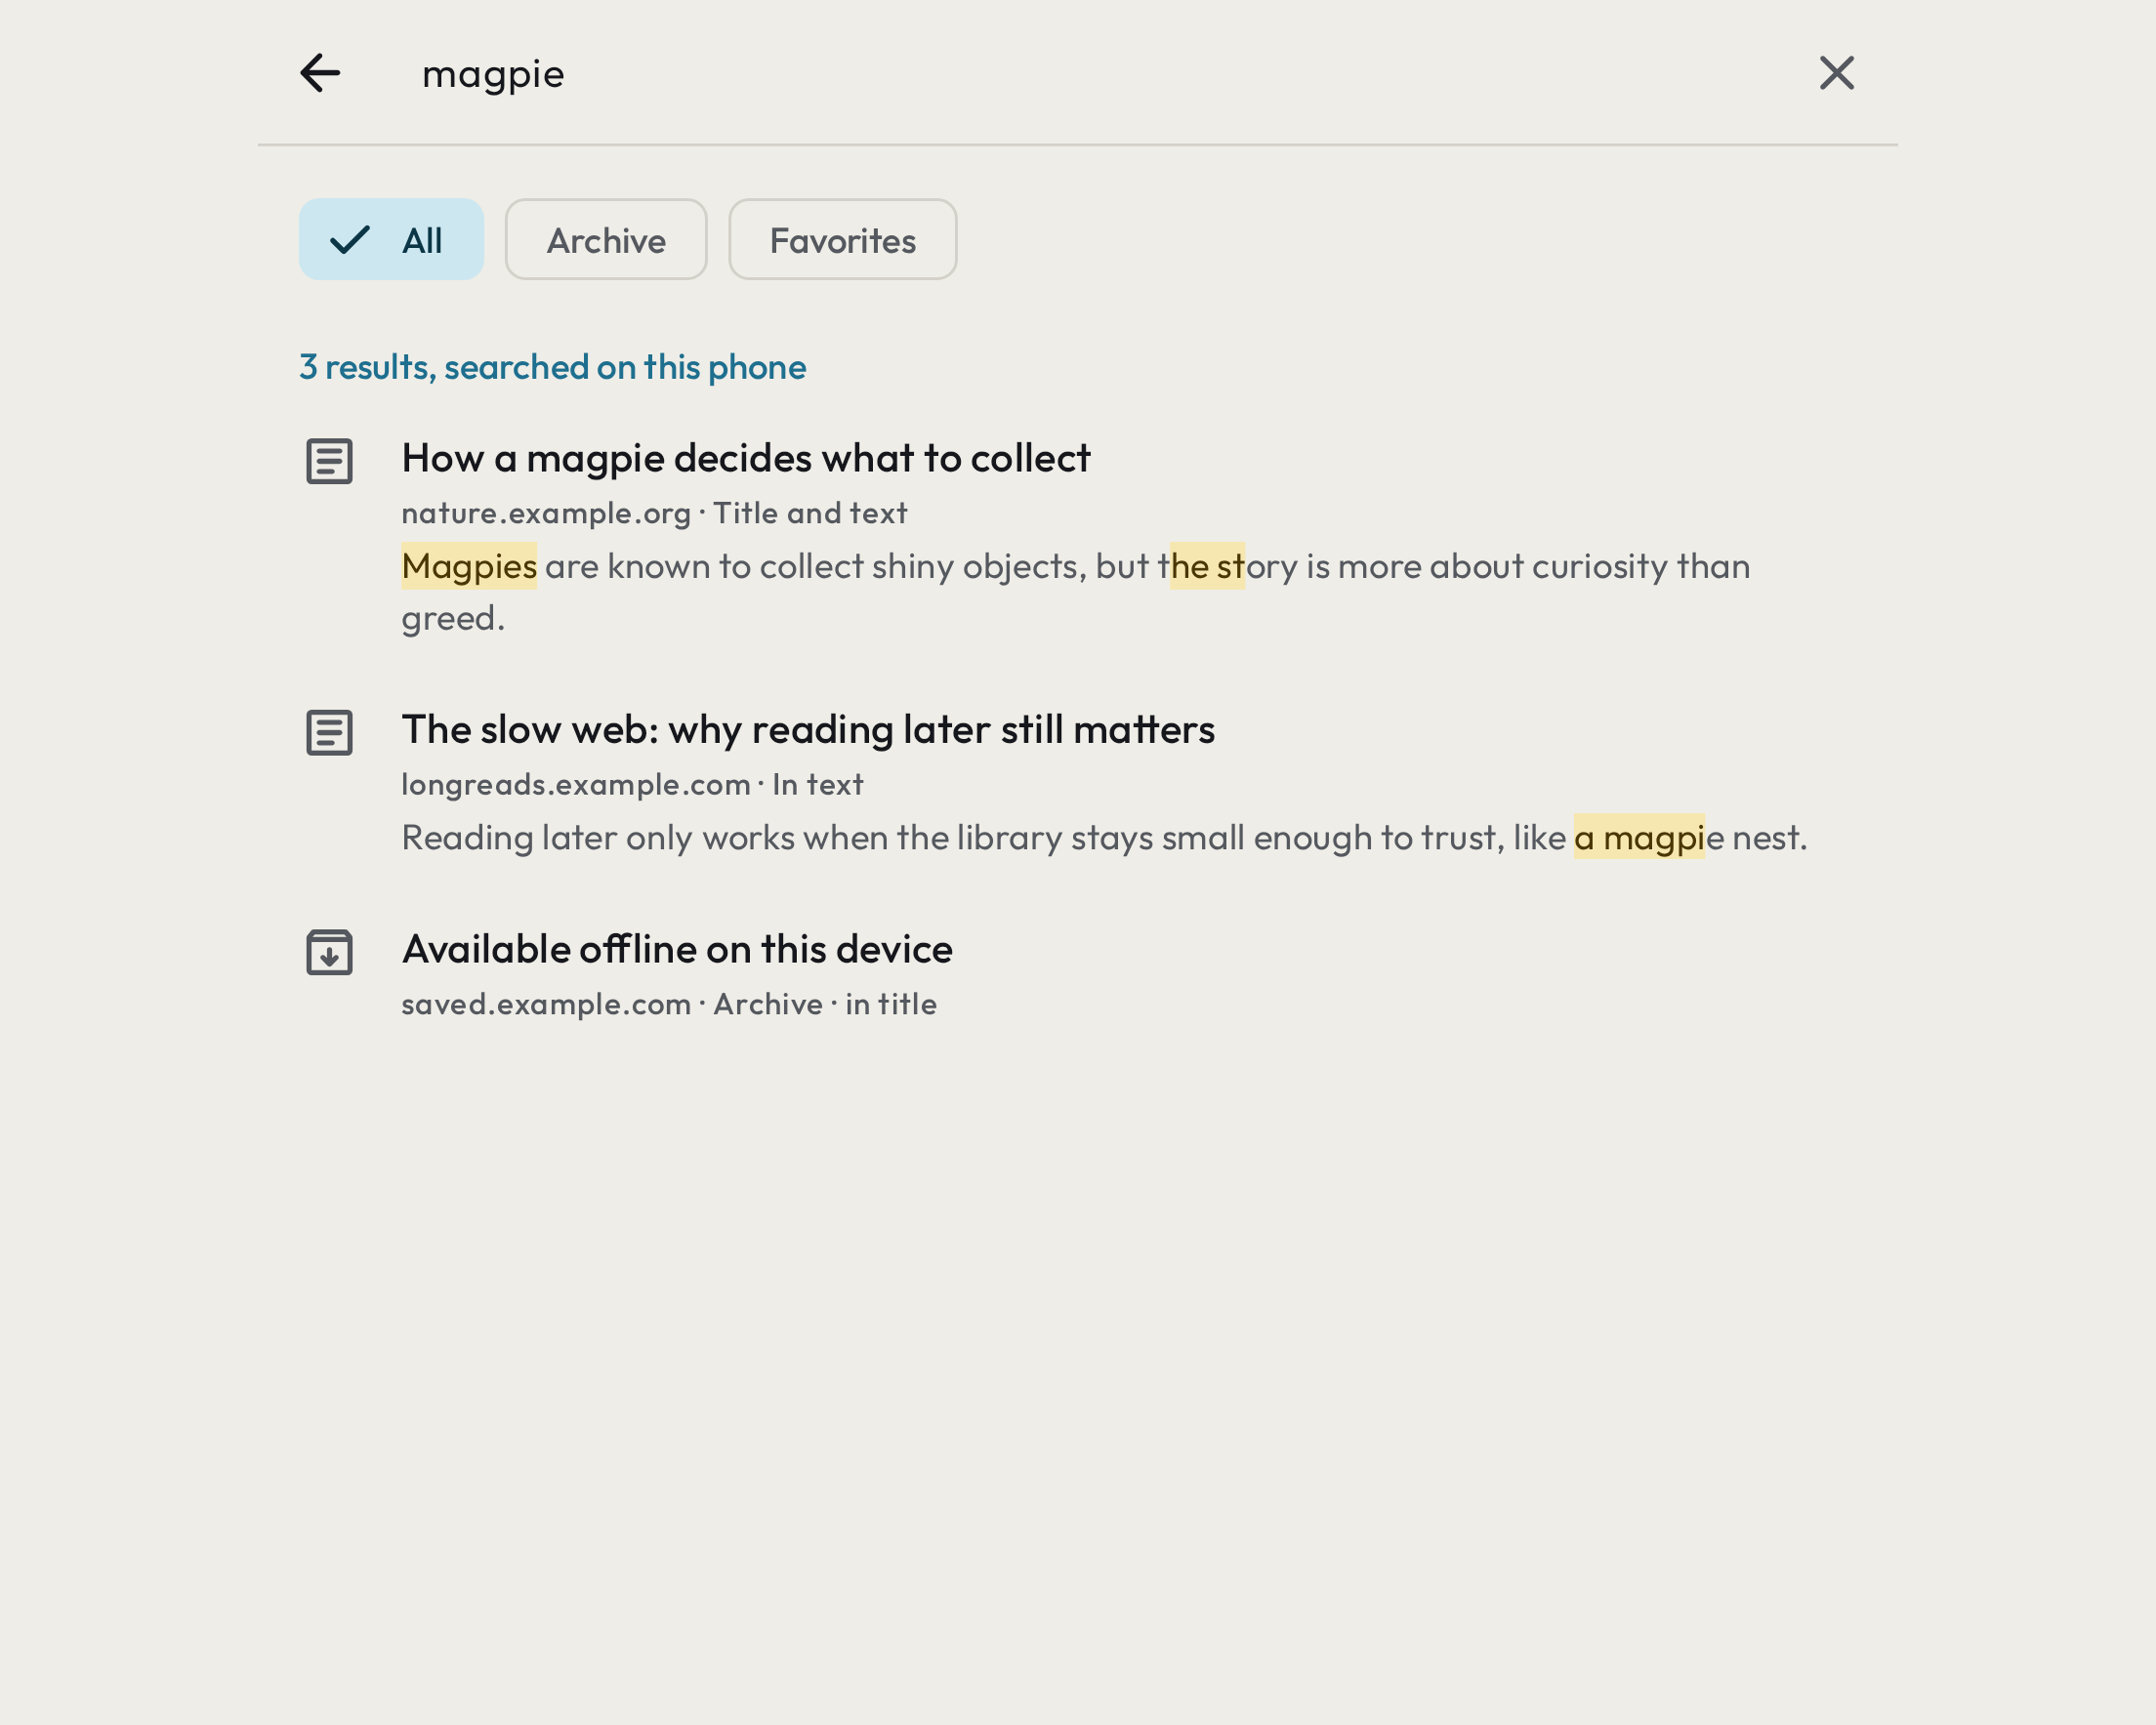 magpie
All
Archive
Favorites
3 results, searched on this phone
How a magpie decides what to collect
nature.example.org · Title and text
Magpies are known to collect shiny objects, but the story is more about curiosity than
greed.
The slow web: why reading later still matters
longreads.example.com · In text
Reading later only works when the library stays small enough to trust, like a magpie nest.
Available offline on this device
saved.example.com · Archive · in title